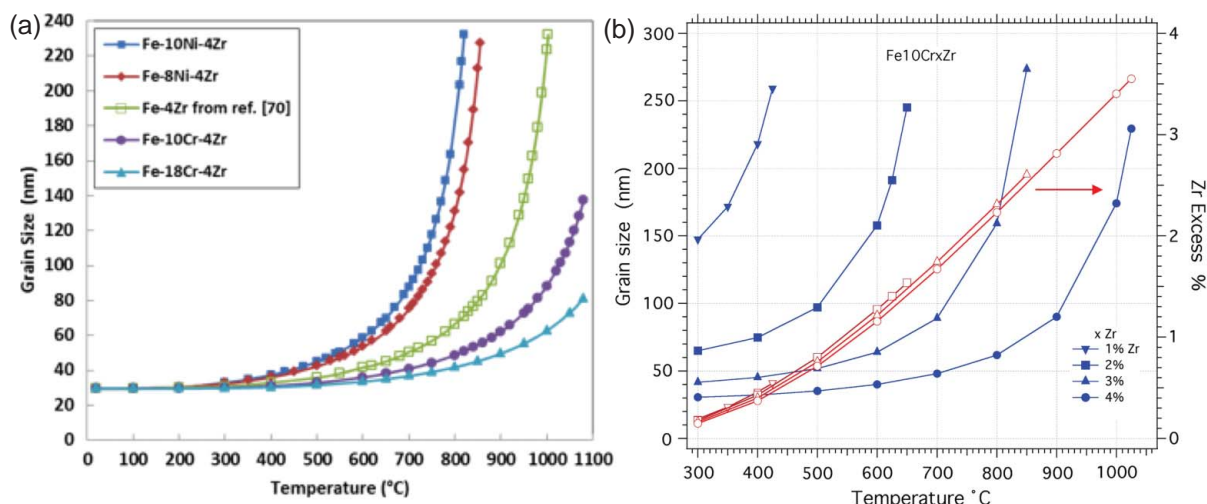 (a)
240
220
200
180
160
140
120
100
80
60
40
20
0
Grain Size (nm)
Fe-10Ni-4Zr
Fe-8Ni-4Zr
Fe-4Zr from ref. [70]
Fe-10Cr-4Zr
Fe-18Cr-4Zr
0 100 200 300 400 500 600 700 800 900 1000 1100
Temperature (°C)
(b)
300
250
200
150
100
50
0
Grain size (nm)
Fe10CrxZr
4
3
2
1
0
Zr Excess %
x Zr
1% Zr
2%
3%
4%
300 400 500 600 700 800 900 1000
Temperature ˚C